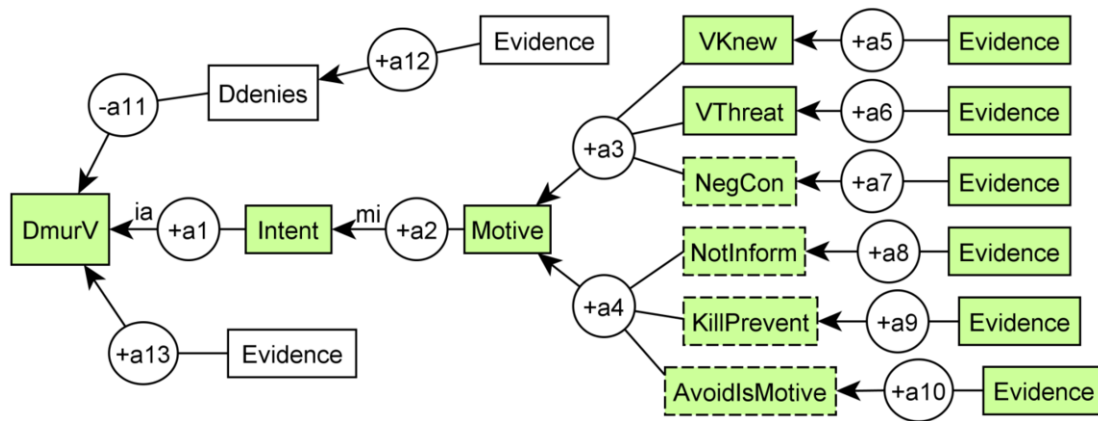 Evidence
+a12
Ddenies
-a11
DmurV
ia
+a1
Intent
mi
+a2
Motive
+a13
Evidence
+a3
VKnew
+a5
Evidence
VThreat
+a6
Evidence
NegCon
+a7
Evidence
+a4
NotInform
+a8
Evidence
KillPrevent
+a9
Evidence
AvoidIsMotive
+a10
Evidence